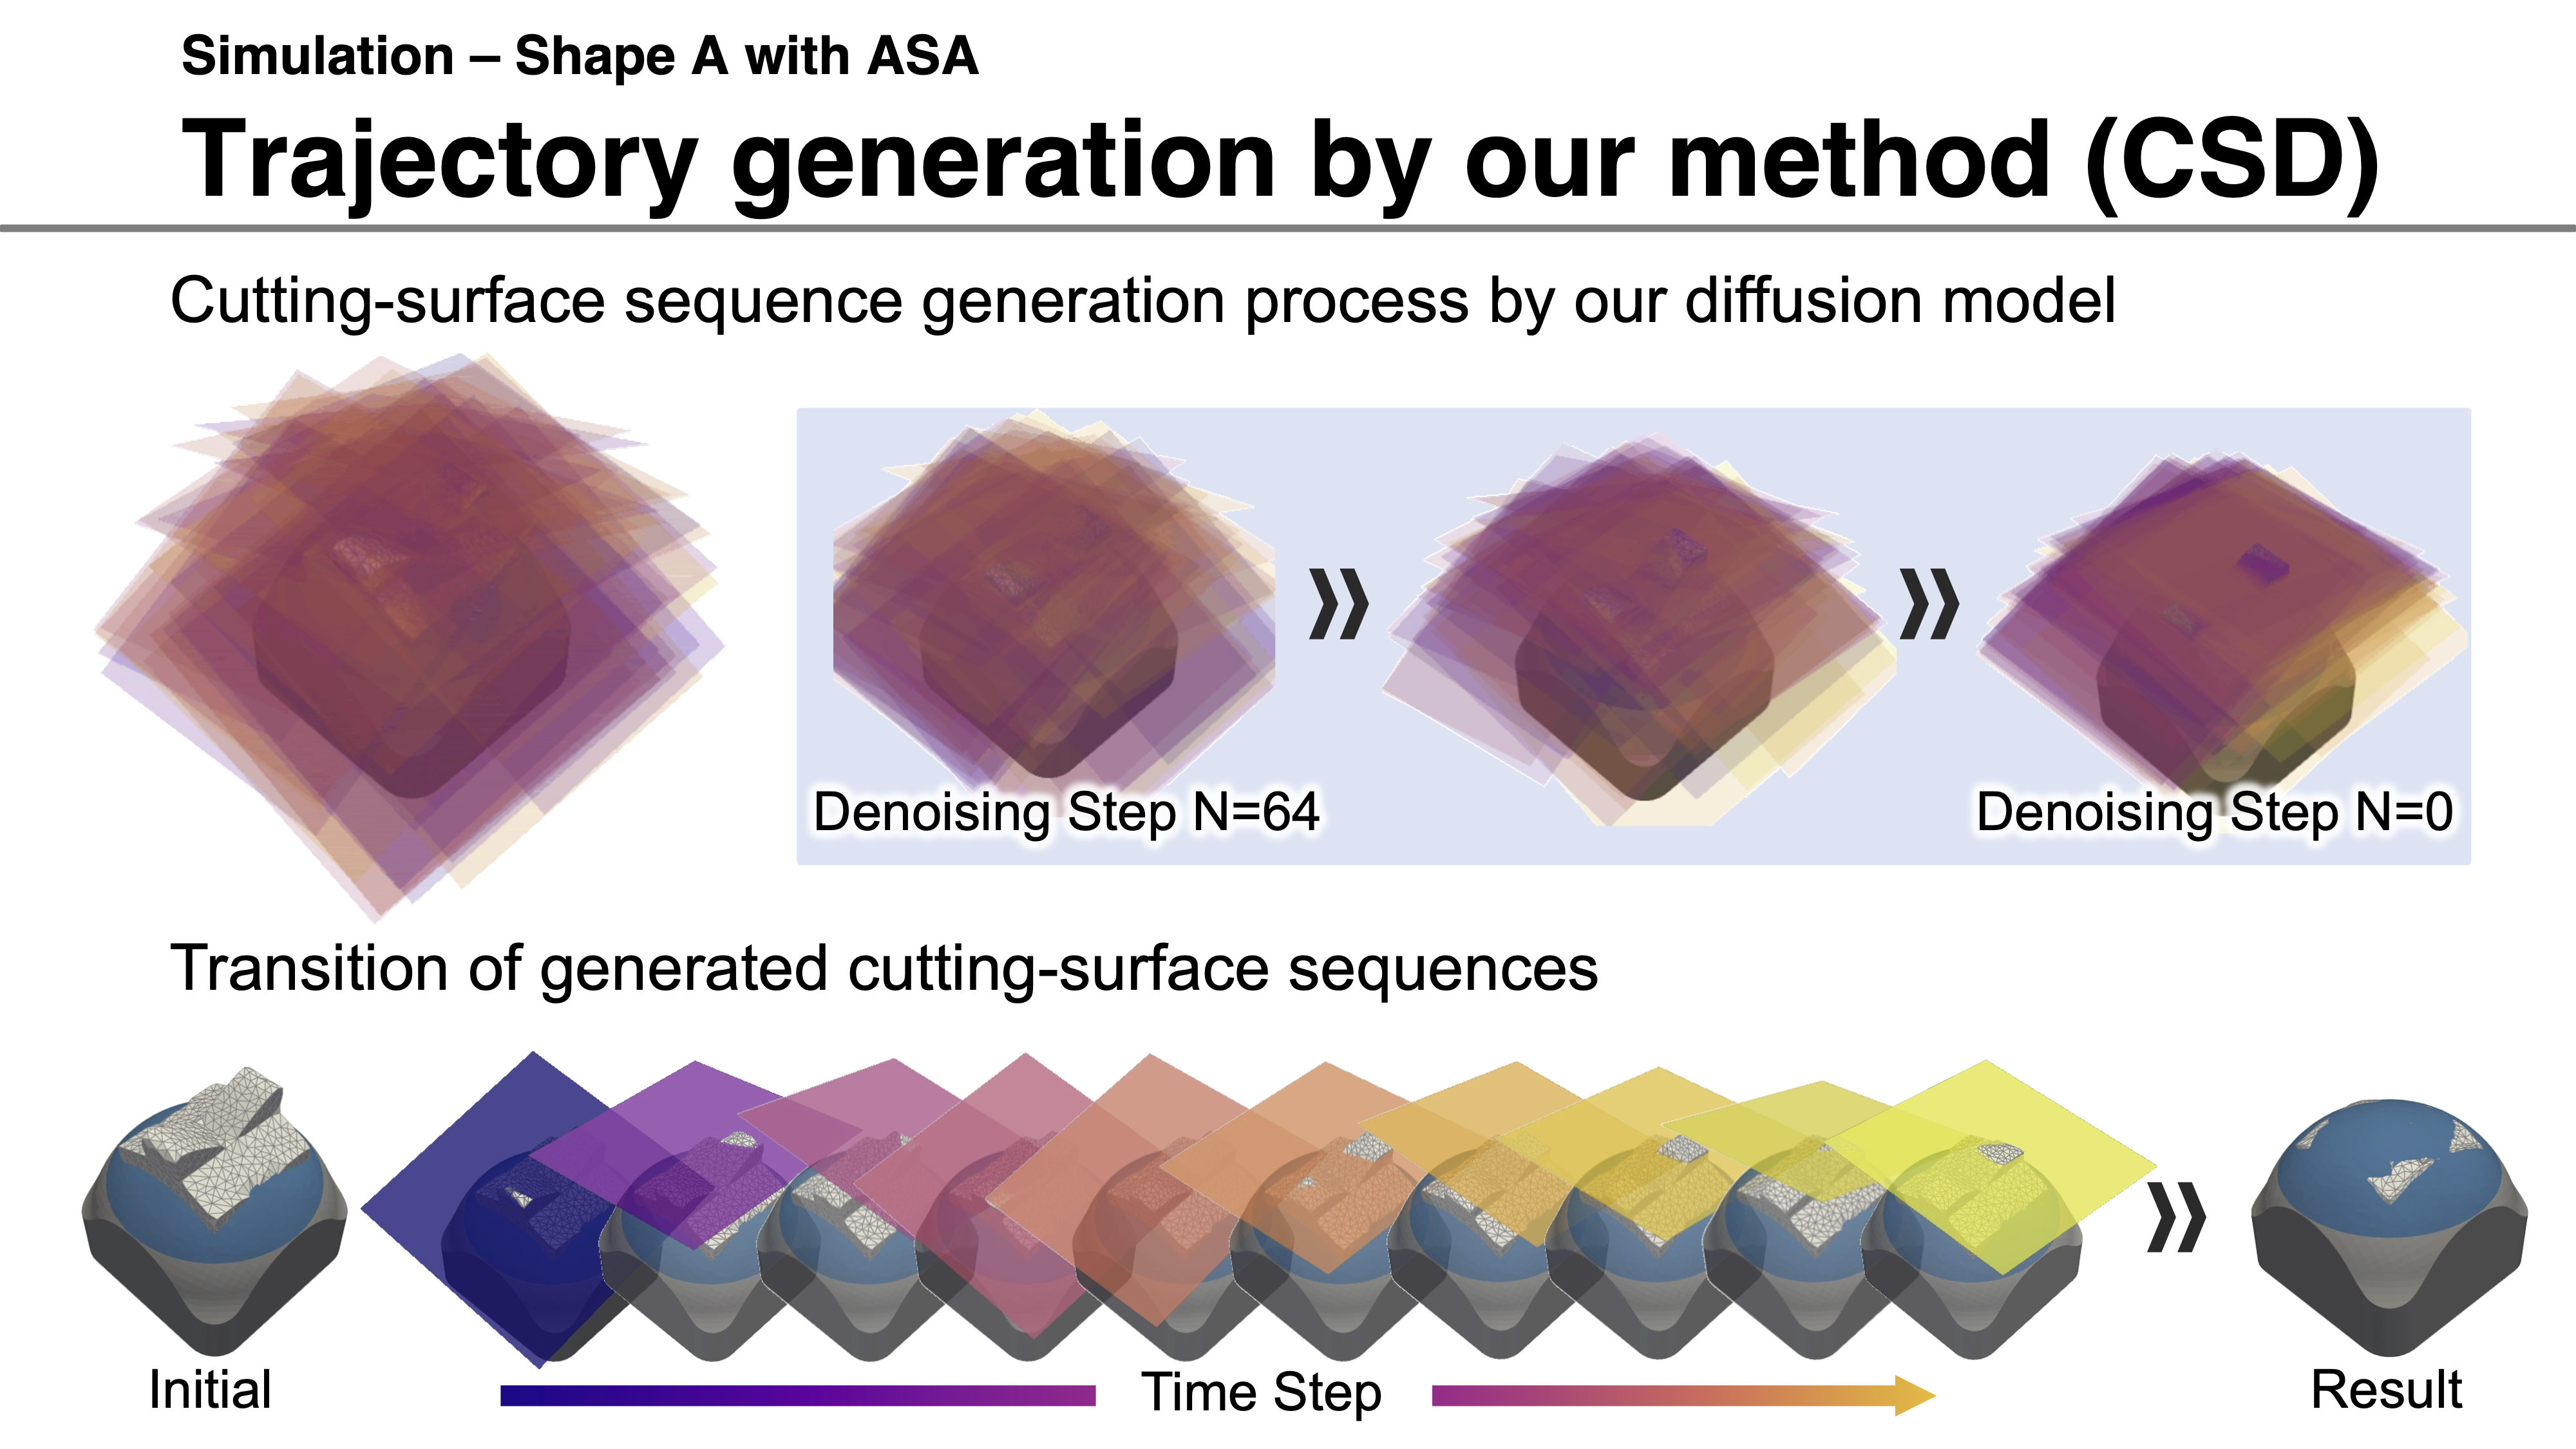 Simulation – Shape A with ASA
Trajectory generation by our method (CSD)
Cutting-surface sequence generation process by our diffusion model
Denoising Step N=64
Denoising Step N=0
Transition of generated cutting-surface sequences
Initial
Time Step
Result